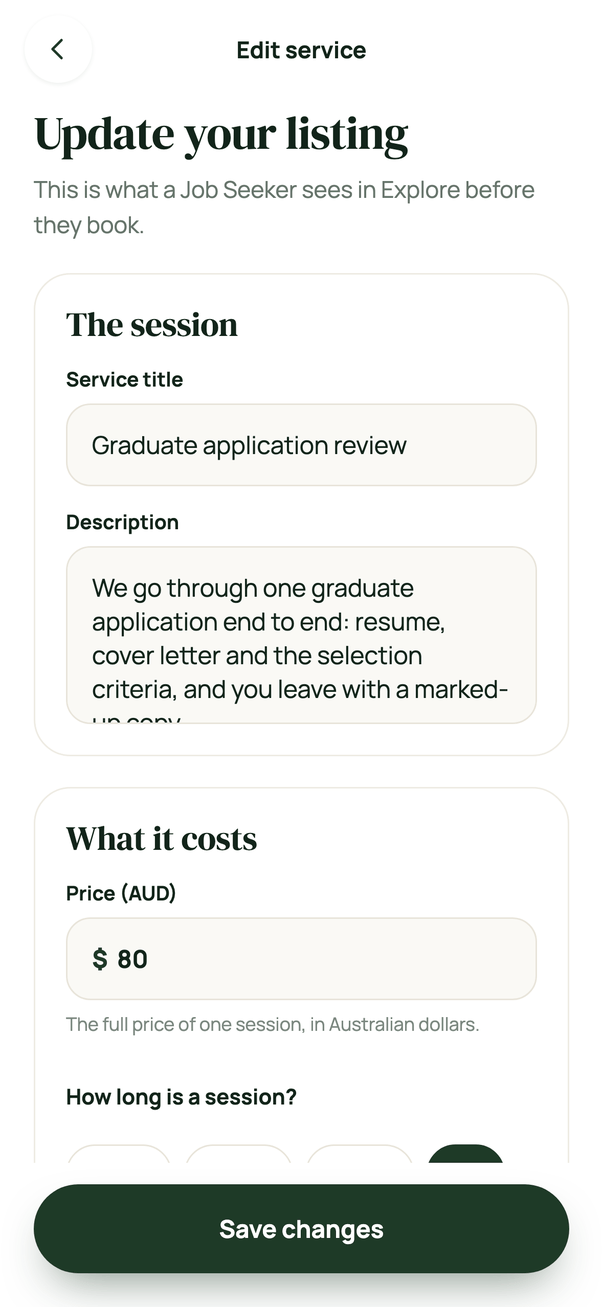 Edit service
Update your listing
This is what a Job Seeker sees in Explore before
they book.
The session
Service title
Graduate application review
Description
We go through one graduate
application end to end: resume,
cover letter and the selection
criteria, and you leave with a marked-
up copy
What it costs
Price (AUD)
$ 80
The full price of one session, in Australian dollars.
How long is a session?
Save changes